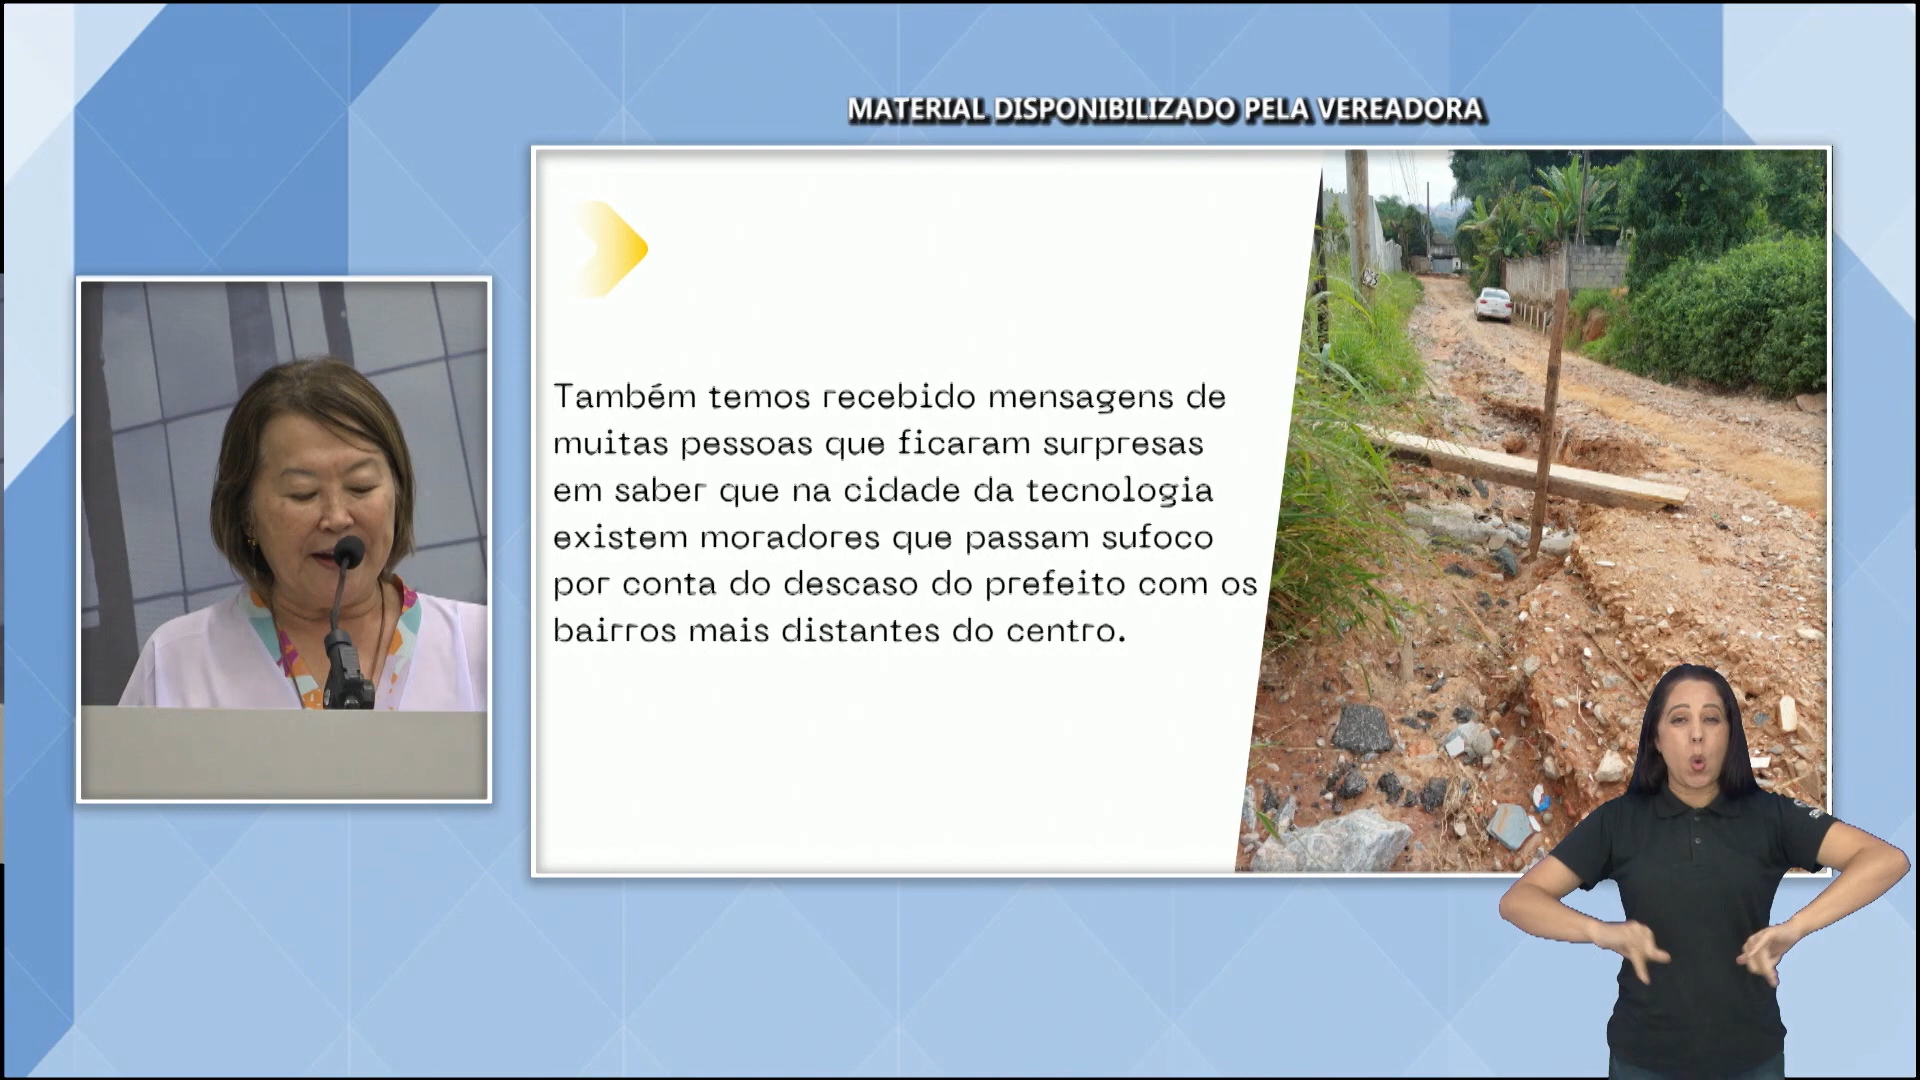 MATERIAL DISPONIBILIZADO PELA VEREADORA
Também temos recebido mensagens de
muitas pessoas que ficaram surpresas
em saber que na cidade da tecnologia
existem moradores que passam sufoco
por conta do descaso do prefeito com os
bairros mais distantes do centro.